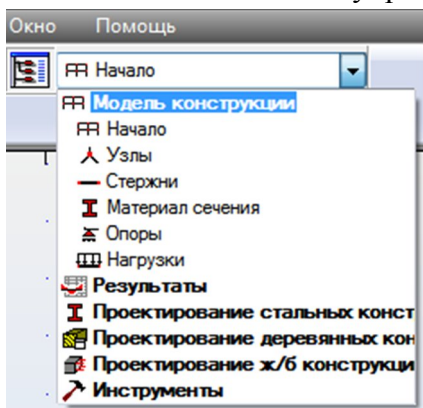 Окно Помощь
Начало
Модель конструкции
Начало
Узлы
Стержни
Материал сечения
Опоры
Нагрузки
Результаты
Проектирование стальных конст
Проектирование деревянных кон
Проектирование ж/б конструкци
Инструменты